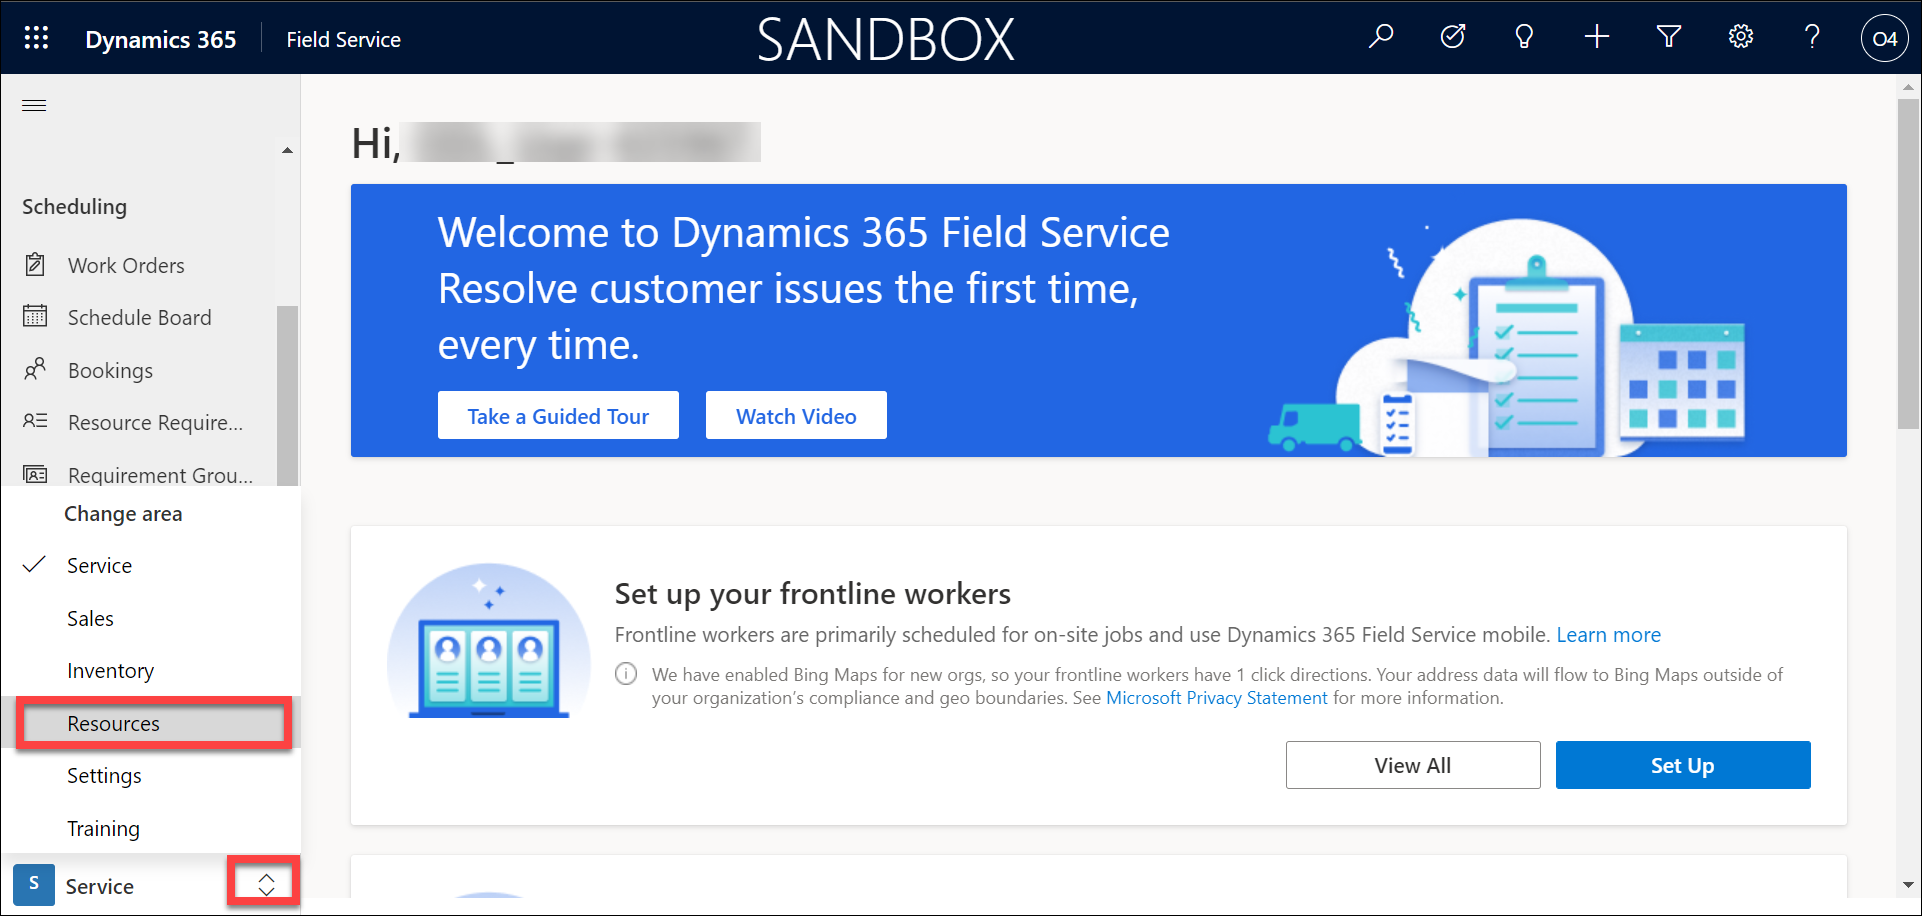 Dynamics 365
Field Service
SANDBOX
O4
Hi,
Scheduling
Work Orders
Schedule Board
Bookings
Resource Require...
Requirement Grou...
Change area
Service
Sales
Inventory
Resources
Settings
Training
S
Service
Welcome to Dynamics 365 Field Service
Resolve customer issues the first time,
every time.
Take a Guided Tour
Watch Video
Set up your frontline workers
Frontline workers are primarily scheduled for on-site jobs and use Dynamics 365 Field Service mobile. Learn more
We have enabled Bing Maps for new orgs, so your frontline workers have 1 click directions. Your address data will flow to Bing Maps outside of
your organization's compliance and geo boundaries. See Microsoft Privacy Statement for more information.
View All
Set Up